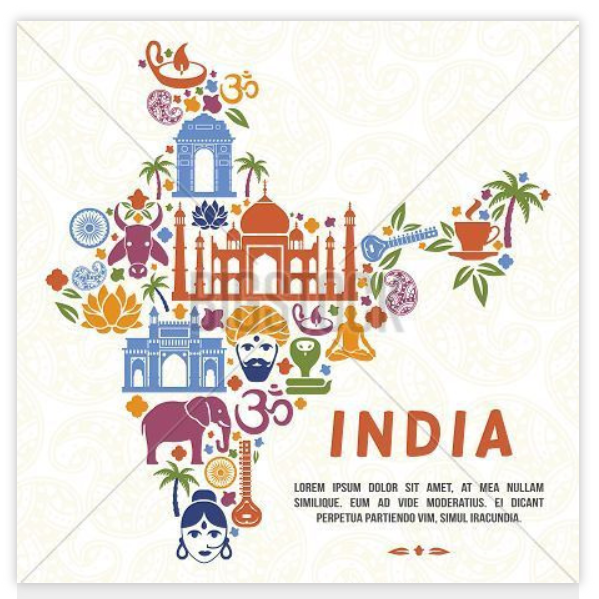 ॐ
BIGSTOCK
ॐ
INDIA
LOREM IPSUM DOLOR SIT AMET, AT MEA NULLAM
SIMILIQUE. EUM AD VIDE MODERATIUS. EI DICANT
PERPETUA PARTIENDO VIM, SIMUL IRACUNDIA.